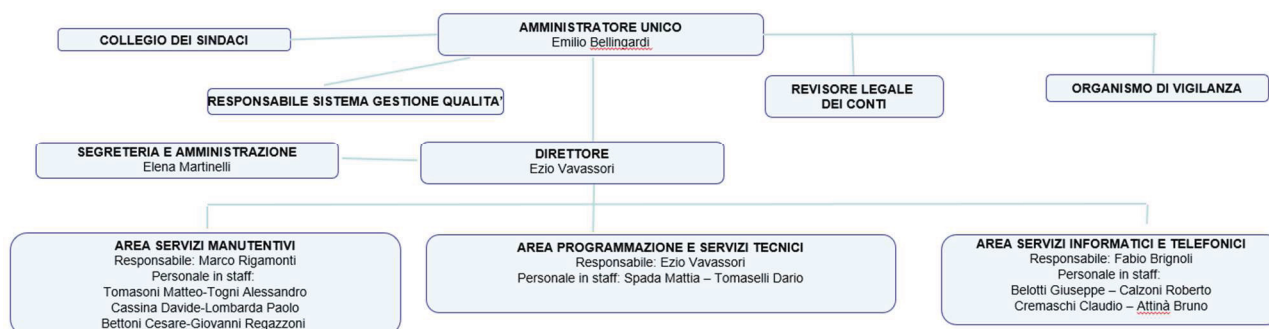 AMMINISTRATORE UNICO
Emilio Bellingardi
COLLEGIO DEI SINDACI
RESPONSABILE SISTEMA GESTIONE QUALITA'
REVISORE LEGALE
DEI CONTI
ORGANISMO DI VIGILANZA
SEGRETERIA E AMMINISTRAZIONE
Elena Martinelli
DIRETTORE
Ezio Vavassori
AREA SERVIZI MANUTENTIVI
Responsabile: Marco Rigamonti
Personale in staff:
Tomasoni Matteo-Togni Alessandro
Cassina Davide-Lombarda Paolo
Bettoni Cesare-Giovanni Regazzoni
AREA PROGRAMMAZIONE E SERVIZI TECNICI
Responsabile: Ezio Vavassori
Personale in staff: Spada Mattia – Tomaselli Dario
AREA SERVIZI INFORMATICI E TELEFONICI
Responsabile: Fabio Brignoli
Personale in staff:
Belotti Giuseppe – Calzoni Roberto
Cremaschi Claudio – Attinà Bruno